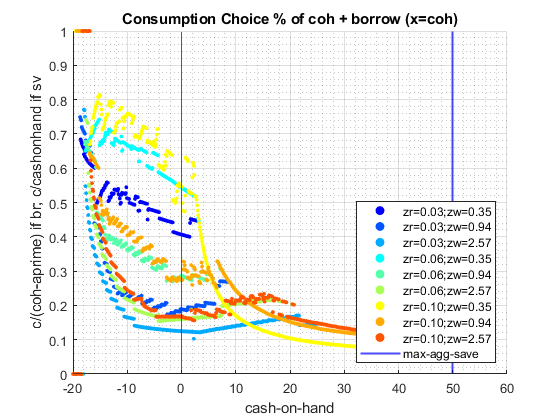 Consumption Choice % of coh + borrow (x=coh)
c/(coh-aprime) if br, c/cashonhand if sv
1
0.9
0.8
0.7
0.6
0.5
0.4
0.3
0.2
0.1
0
zr=0.03;zw=0.35
zr=0.03;zw=0.94
zr=0.03;zw=2.57
zr=0.06;zw=0.35
zr=0.06;zw=0.94
zr=0.06;zw=2.57
zr=0.10;zw=0.35
zr=0.10;zw=0.94
zr=0.10;zw=2.57
max-agg-save
-20 -10 0 10 20 30 40 50 60
cash-on-hand